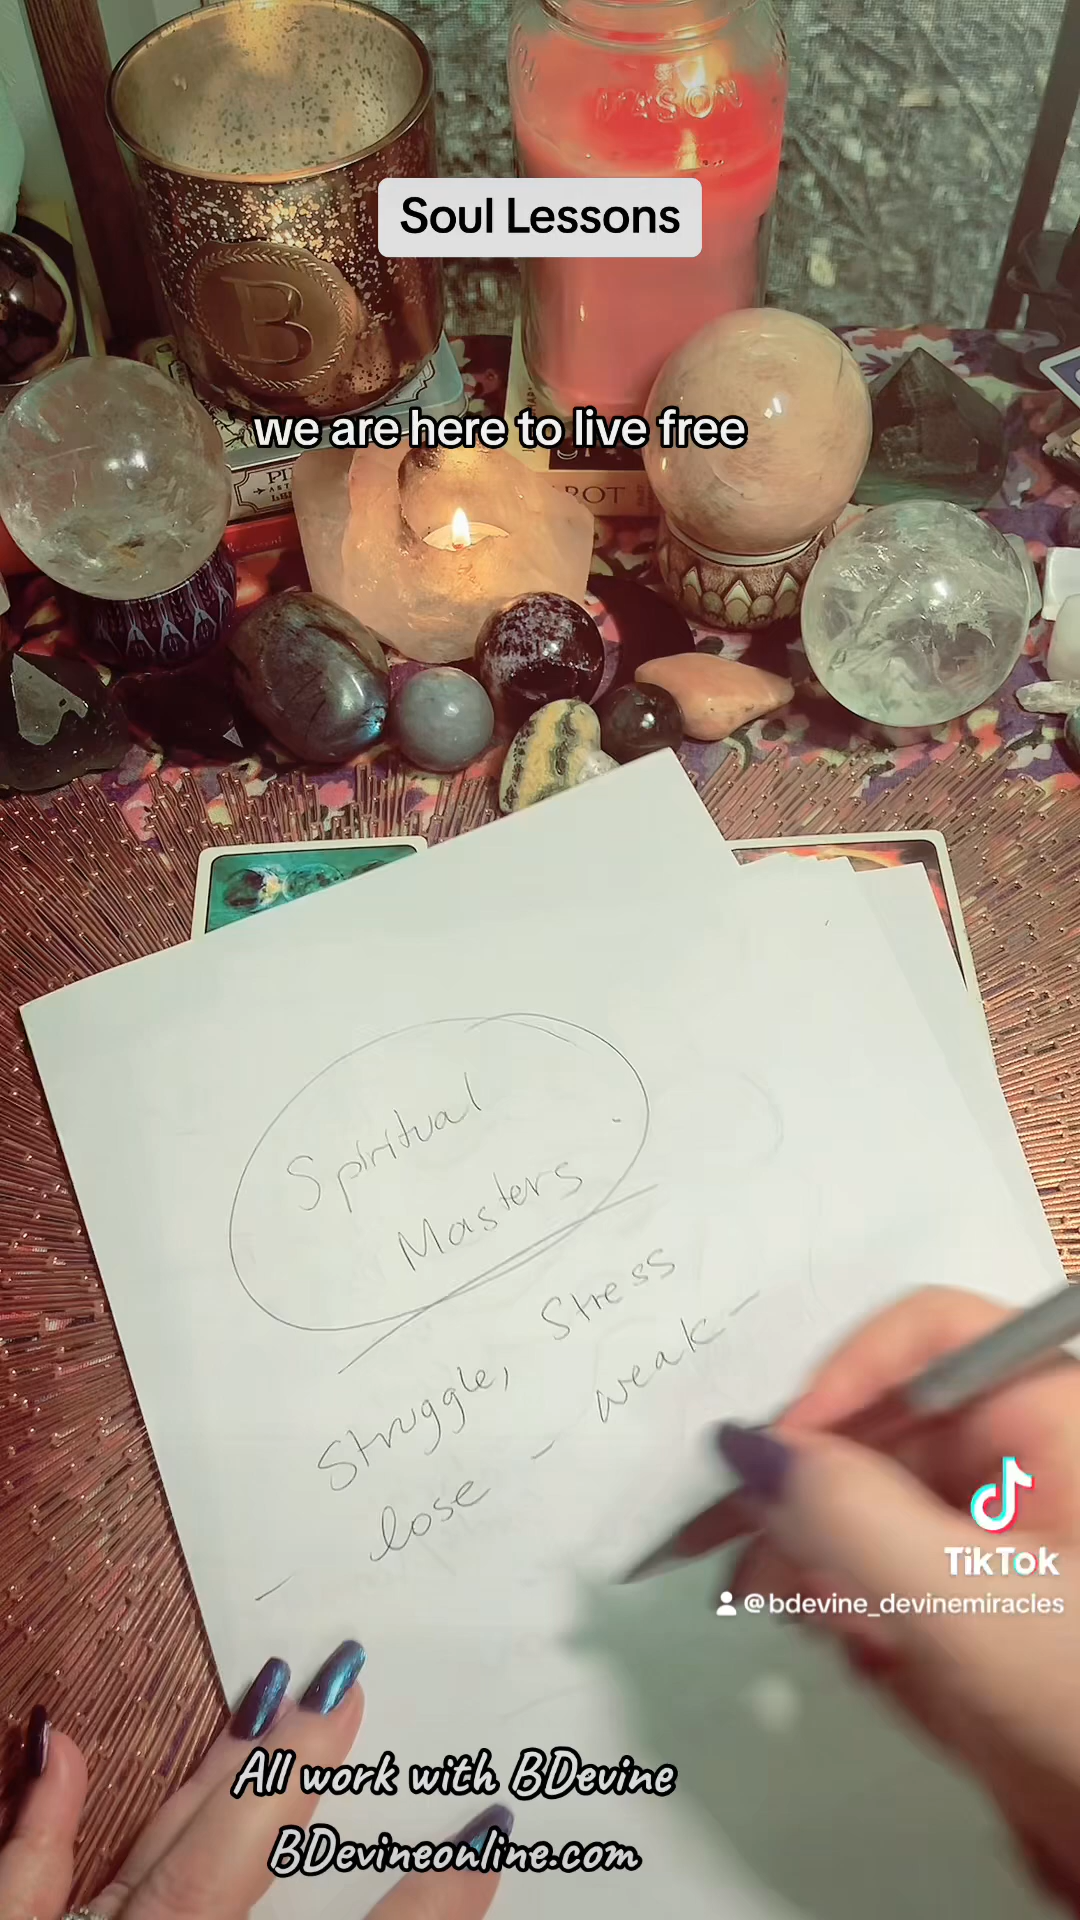 MASON
Soul Lessons
B
we are here to live free
PI
TAROT
Spiritual
Masters
Struggle, Stress
- lose - weak -
TikTok
@bdevine_devinemiracles
All work with BDevine
BDevineonline.com